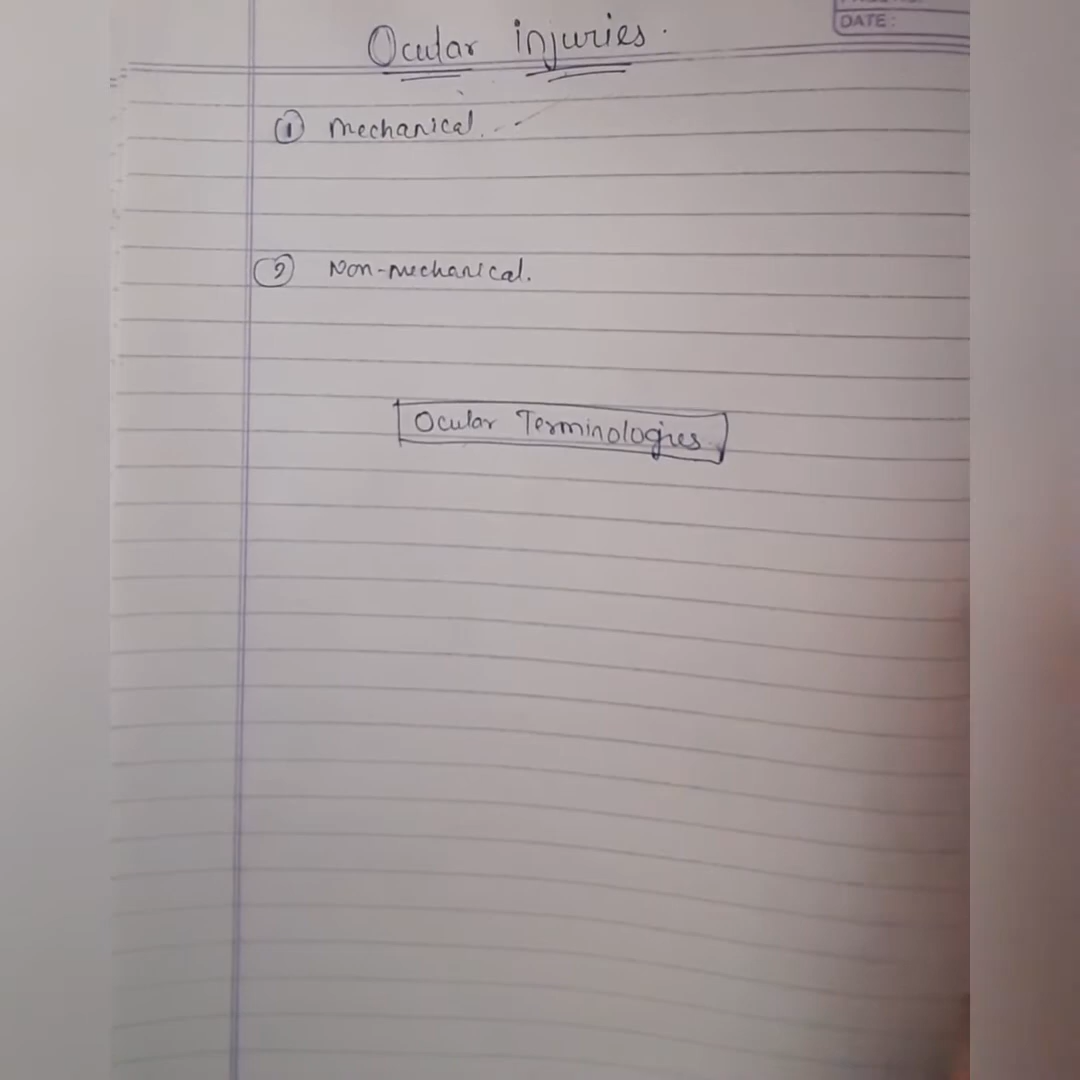 DATE :
Ocular injuries.
① Mechanical.
② Non-mechanical.
Ocular Terminologies